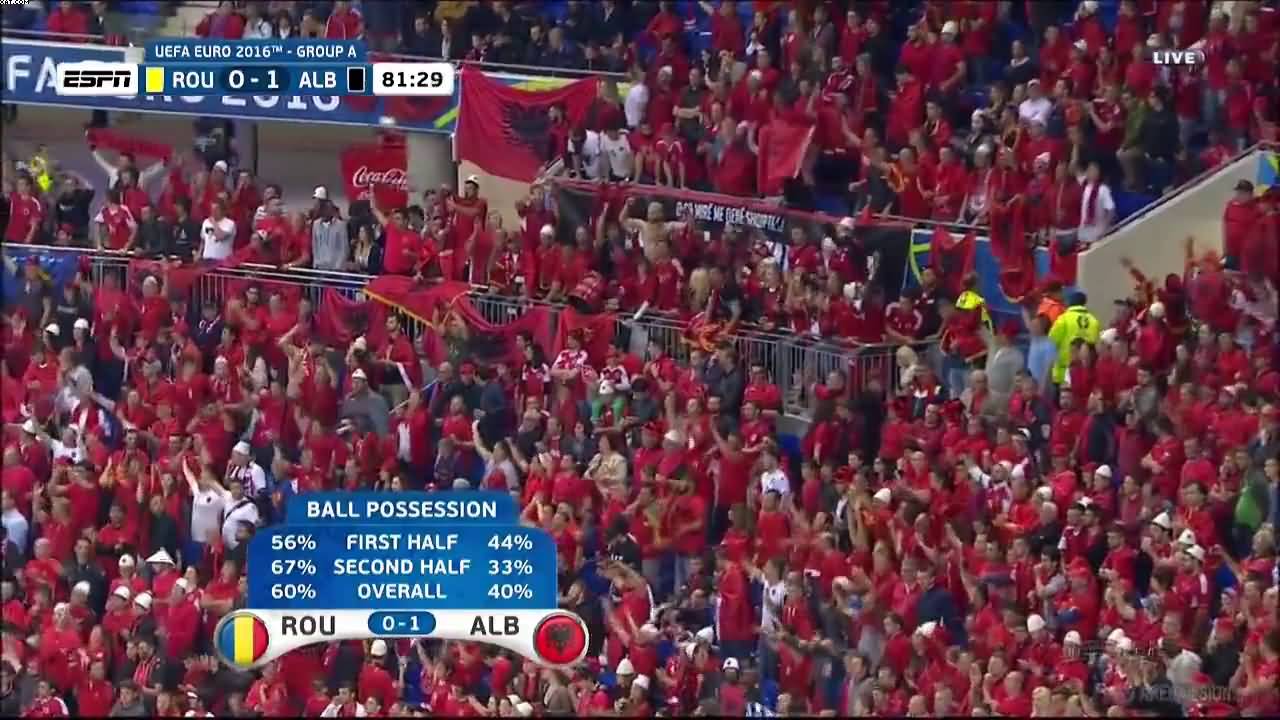 UEFA EURO 2016™ - GROUP A
ESPN ROU 0 - 1 ALB 81:29
LIVE
Coca-Cola
BALL POSSESSION
56% FIRST HALF 44%
67% SECOND HALF 33%
60% OVERALL 40%
ROU 0-1 ALB